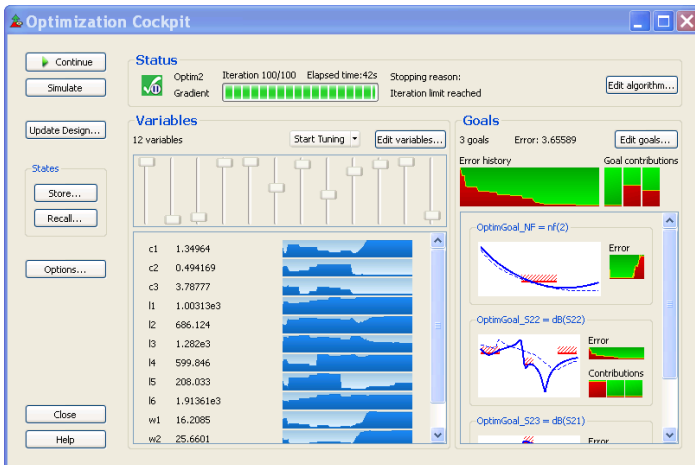 Optimization Cockpit
Continue
Simulate
Update Design...
States
Store...
Recall...
Options...
Close
Help
Status
Optim2 Iteration 100/100 Elapsed time:42s Stopping reason:
Gradient Iteration limit reached
Edit algorithm...
Variables
12 variables Start Tuning Edit variables...
c1 1.34964
c2 0.494169
c3 3.78777
l1 1.00313e3
l2 686.124
l3 1.282e3
l4 599.846
l5 208.033
l6 1.91361e3
w1 16.2085
w2 25.6601
Goals
3 goals Error: 3.65589 Edit goals...
Error history Goal contributions
OptimGoal_NF = nf(2)
Error
OptimGoal_S22 = dB(S22)
Error
Contributions
OptimGoal_S23 = dB(S21)
Error